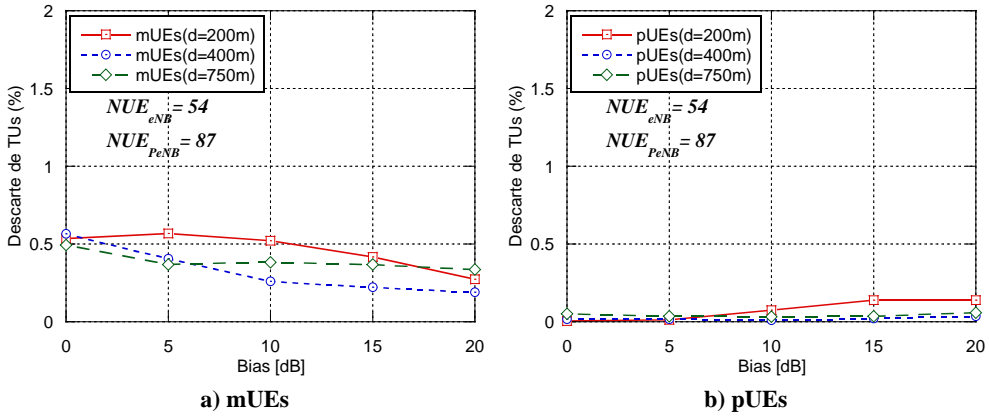 mUEs(d=200m)
mUEs(d=400m)
mUEs(d=750m)
NUE_eNB = 54
NUE_PeNB = 87
Descarte de TUs (%)
2
1.5
1
0.5
0
0 5 10 15 20
Bias [dB]
a) mUEs
pUEs(d=200m)
pUEs(d=400m)
pUEs(d=750m)
NUE_eNB = 54
NUE_PeNB = 87
Descarte de TUs (%)
2
1.5
1
0.5
0
0 5 10 15 20
Bias [dB]
b) pUEs